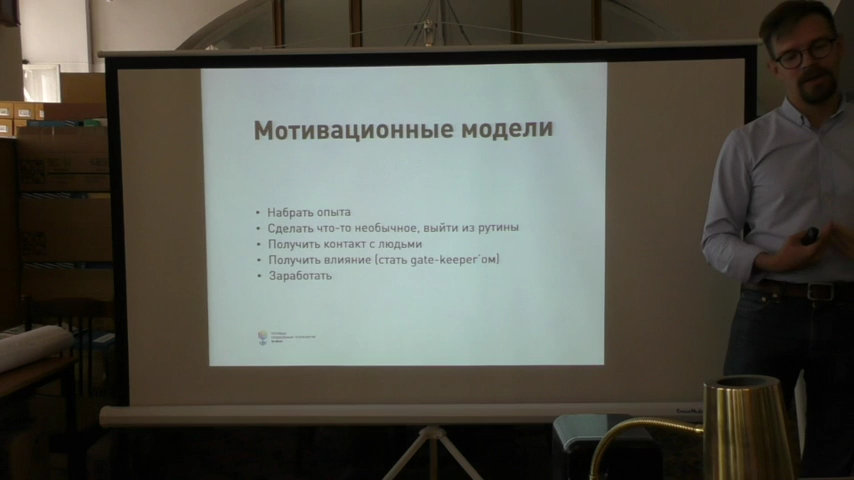 Мотивационные модели
• Набрать опыта
• Сделать что-то необычное, выйти из рутины
• Получить контакт с людьми
• Получить влияние (стать gate-keeper'ом)
• Заработать